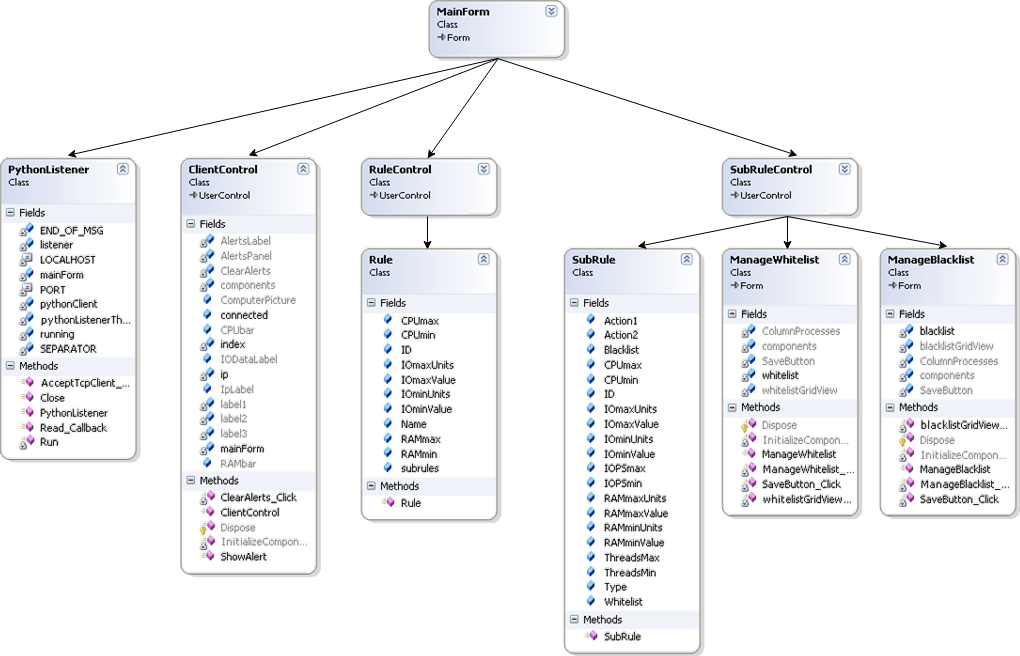 MainForm
Class
Form
PythonListener
Class
Fields
END_OF_MSG
listener
LOCALHOST
mainForm
PORT
pythonClient
pythonListenerTh...
running
SEPARATOR
Methods
AcceptTcpClient_...
Close
PythonListener
Read_Callback
Run
ClientControl
Class
UserControl
Fields
AlertsLabel
AlertsPanel
ClearAlerts
components
ComputerPicture
connected
CPUbar
index
IODataLabel
ip
IpLabel
label1
label2
label3
mainForm
RAMbar
Methods
ClearAlerts_Click
ClientControl
Dispose
InitializeCompon...
ShowAlert
RuleControl
Class
UserControl
Rule
Class
Fields
CPUmax
CPUmin
ID
IOmaxUnits
IOmaxValue
IOminUnits
IOminValue
Name
RAMmax
RAMmin
subrules
Methods
Rule
SubRuleControl
Class
UserControl
SubRule
Class
Fields
Action1
Action2
Blacklist
CPUmax
CPUmin
ID
IOmaxUnits
IOmaxValue
IOminUnits
IOminValue
IOPSmax
IOPSmin
RAMmaxUnits
RAMmaxValue
RAMminUnits
RAMminValue
ThreadsMax
ThreadsMin
Type
Whitelist
Methods
SubRule
ManageWhitelist
Class
Form
Fields
ColumnProcesses
components
SaveButton
whitelist
whitelistGridView
Methods
Dispose
InitializeCompon...
ManageWhitelist
ManageWhitelist_...
SaveButton_Click
whitelistGridView...
ManageBlacklist
Class
Form
Fields
blacklist
blacklistGridView
ColumnProcesses
components
SaveButton
Methods
blacklistGridView...
Dispose
InitializeCompon...
ManageBlacklist
ManageBlacklist_...
SaveButton_Click